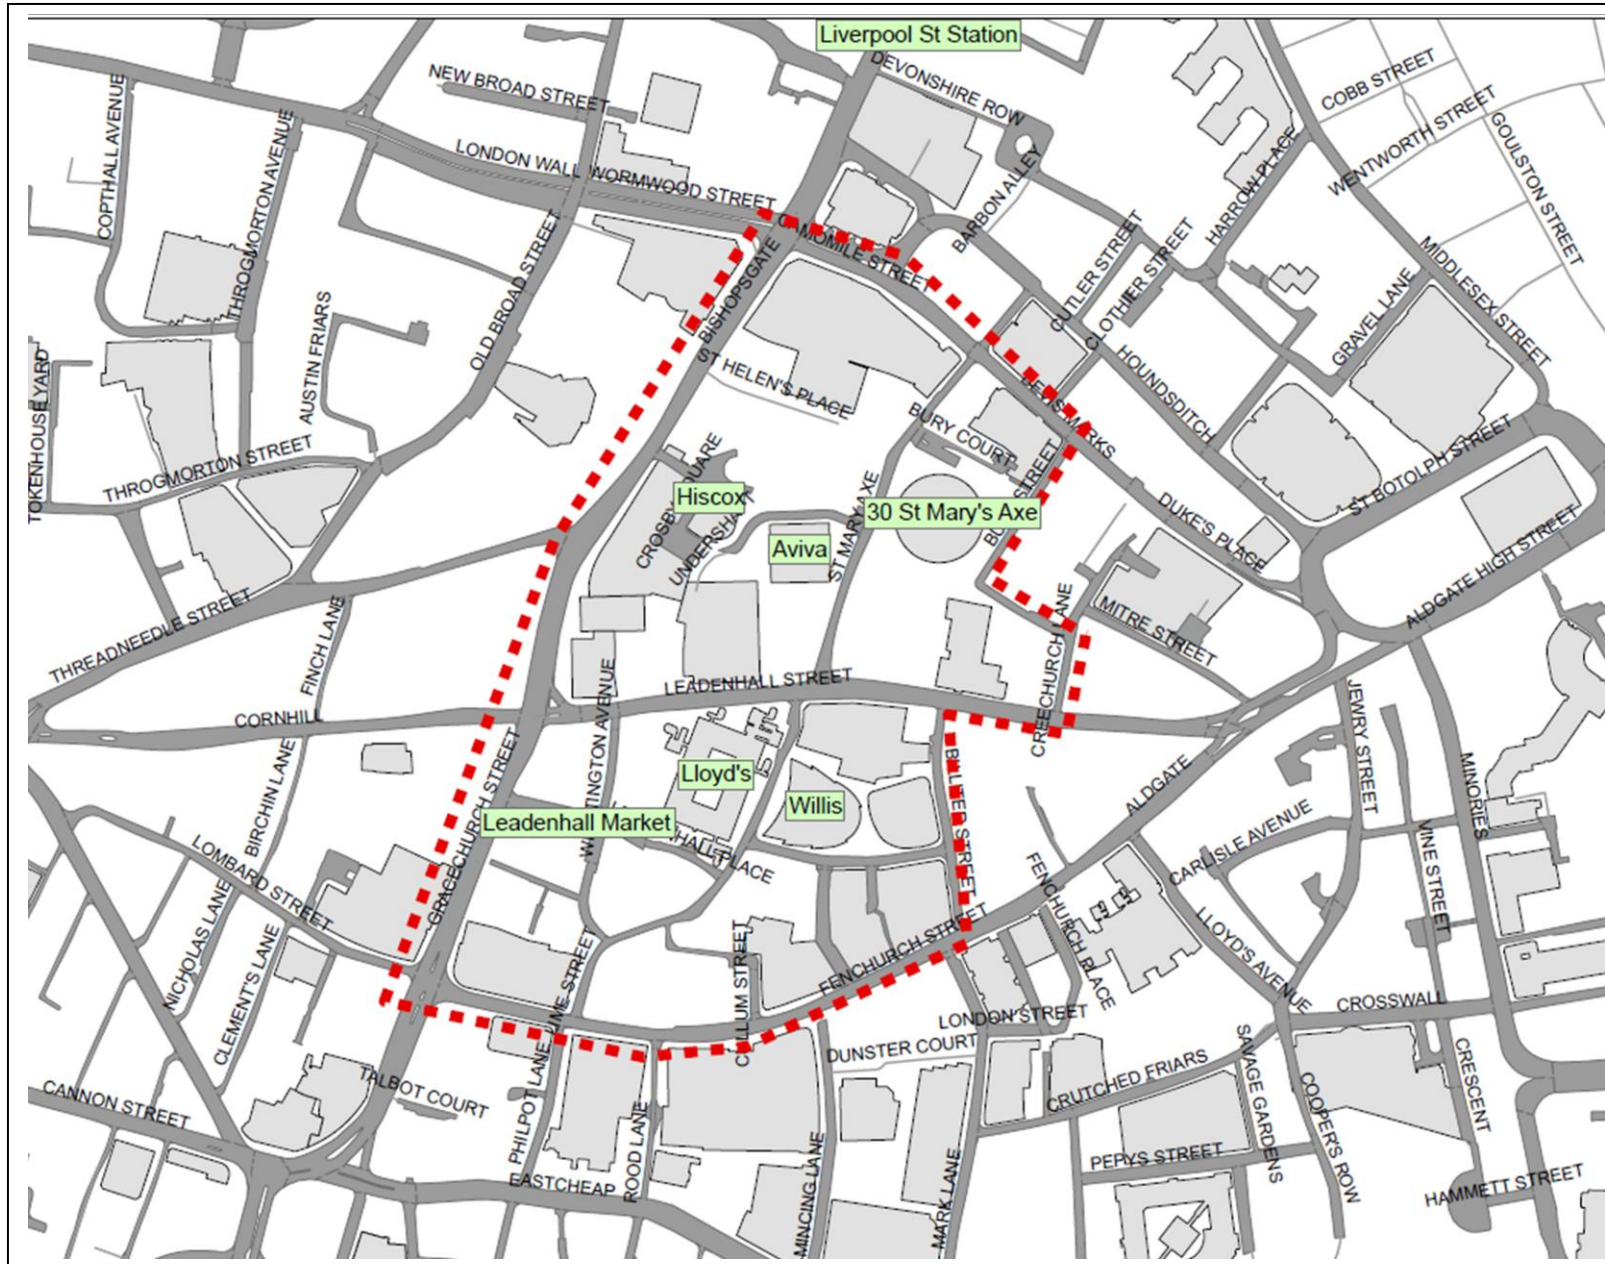 Liverpool St Station
DEVONSHIRE ROW
NEW BROAD STREET
COBB STREET
WENTWORTH STREET
GOULSTON STREET
COPTHALL AVENUE
THROGMORTON AVENUE
LONDON WALL
WORMWOOD STREET
BARBON ALLEY
HARROW PLACE
CAMOMILE STREET
CUTLER STREET
CLOTHIER STREET
MIDDLESEX STREET
GRAVEL LANE
OLD BROAD STREET
BISHOPSGATE
AUSTIN FRIARS
TOKENHOUSE YARD
ST HELEN'S PLACE
BEVIS MARKS
HOUNDSDITCH
BURY COURT
THROGMORTON STREET
CROSBY SQUARE
Hiscox
UNDERSHAFT
Aviva
ST MARY AXE
30 St Mary's Axe
BURY STREET
DUKE'S PLACE
ST BOTOLPH STREET
ALDGATE HIGH STREET
THREADNEEDLE STREET
FINCH LANE
CREECHURCH LANE
MITRE STREET
LEADENHALL STREET
CORNHILL
WHITTINGTON AVENUE
JEWRY STREET
BIRCHIN LANE
GRACECHURCH STREET
Lloyd's
Willis
BILLITER STREET
ALDGATE
MINORIES
Leadenhall Market
HALL PLACE
LOMBARD STREET
CARLISLE AVENUE
VINE STREET
NICHOLAS LANE
CLEMENT'S LANE
LIME STREET
CULLUM STREET
FENCHURCH STREET
FENCHURCH PLACE
LLOYD'S AVENUE
CROSSWALL
LONDON STREET
DUNSTER COURT
CRUTCHED FRIARS
SAVAGE GARDENS
COOPER'S ROW
CRESCENT
CANNON STREET
TALBOT COURT
PHILPOT LANE
ROOD LANE
EASTCHEAP
MINCING LANE
MARK LANE
PEPYS STREET
HAMMETT STREET